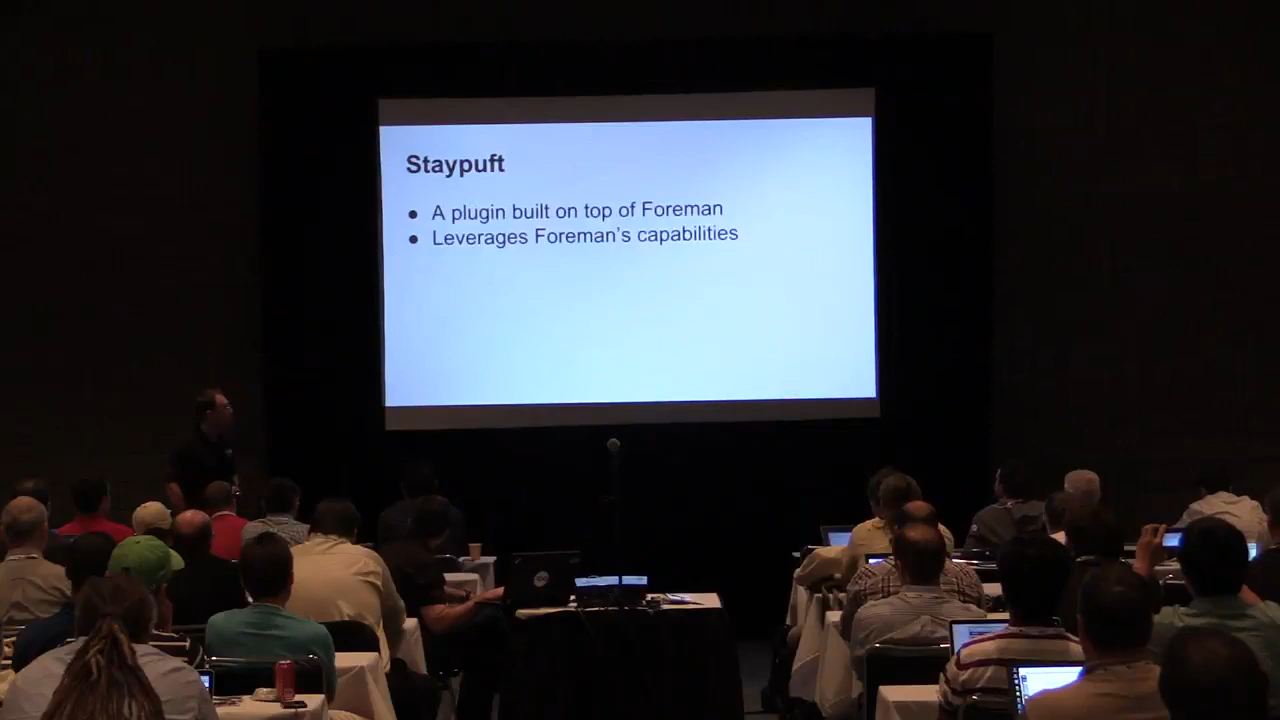 Staypuft
● A plugin built on top of Foreman
● Leverages Foreman's capabilities